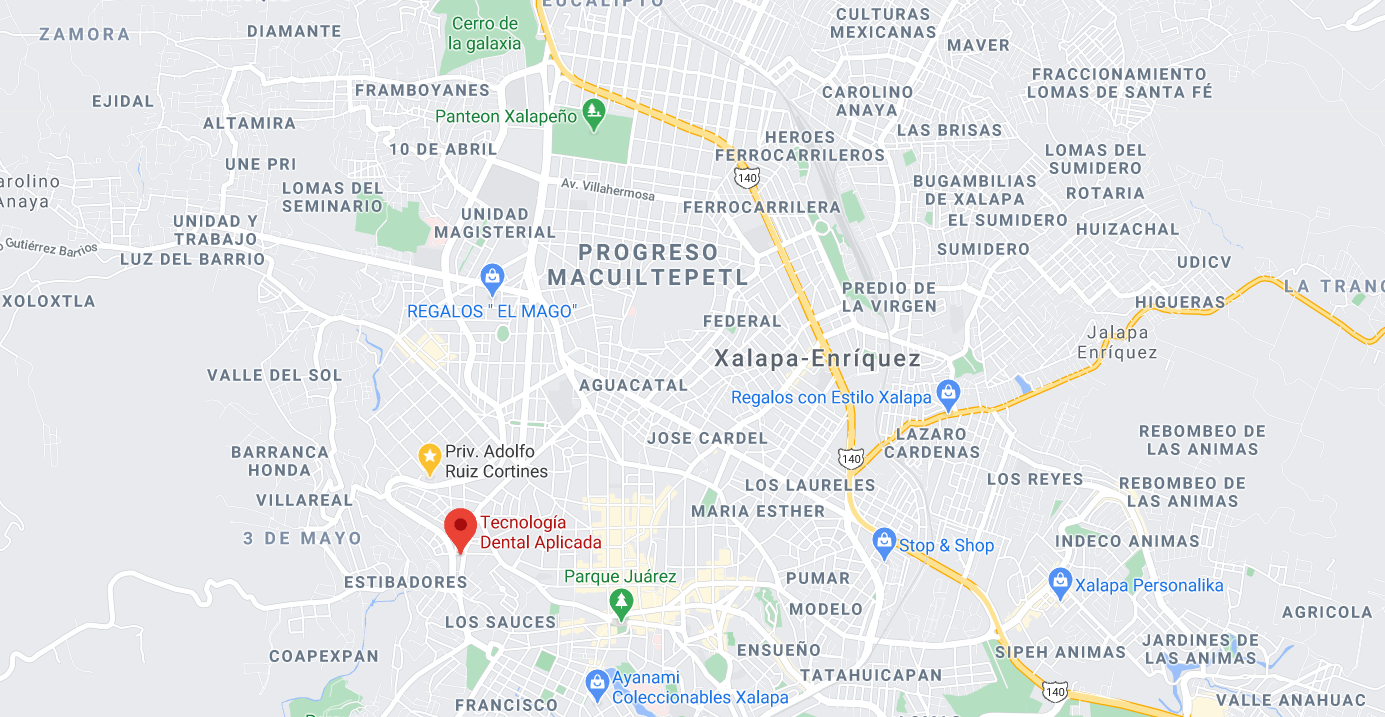 EUCALIPTO
CULTURAS
MEXICANAS
ZAMORA
DIAMANTE
Cerro de
la galaxia
MAVER
FRACCIONAMIENTO
LOMAS DE SANTA FÉ
FRAMBOYANES
CAROLINO
ANAYA
EJIDAL
ALTAMIRA
Panteon Xalapeño
HEROES
FERROCARRILEROS
LAS BRISAS
10 DE ABRIL
LOMAS DEL
SUMIDERO
UNE PRI
140
arolino
Anaya
LOMAS DEL
SEMINARIO
Av. Villahermosa
BUGAMBILIAS
DE XALAPA
ROTARIA
FERROCARRILERA
UNIDAD Y
TRABAJO
UNIDAD
MAGISTERIAL
EL SUMIDERO
HUIZACHAL
o Gutiérrez Barrios
LUZ DEL BARRIO
PROGRESO
MACUILTEPETL
SUMIDERO
UDICV
XOLOXTLA
REGALOS " EL MAGO"
PREDIO DE
LA VIRGEN
HIGUERAS
LA TRANC
FEDERAL
Jalapa
Enríquez
Xalapa-Enríquez
VALLE DEL SOL
AGUACATAL
Regalos con Estilo Xalapa
JOSE CARDEL
LAZARO
CARDENAS
REBOMBEO DE
LAS ANIMAS
BARRANCA
HONDA
Priv. Adolfo
Ruiz Cortines
140
LOS LAURELES
LOS REYES
REBOMBEO DE
LAS ANIMAS
VILLAREAL
MARIA ESTHER
3 DE MAYO
Tecnología
Dental Aplicada
Stop & Shop
INDECO ANIMAS
ESTIBADORES
Parque Juárez
PUMAR
Xalapa Personalika
MODELO
AGRICOLA
LOS SAUCES
COAPEXPAN
ENSUEÑO
SIPEH ANIMAS
JARDINES DE
LAS ANIMAS
TATAHUICAPAN
Ayanami
Coleccionables Xalapa
140
FRANCISCO
VALLE ANAHUAC